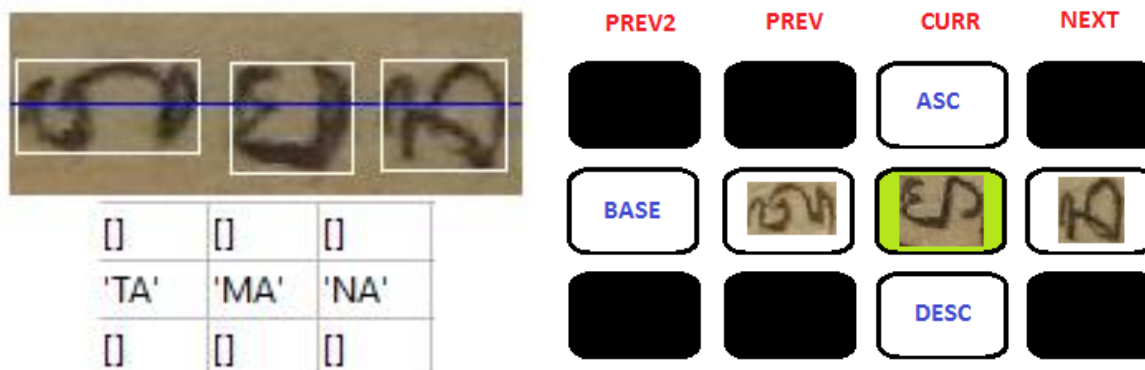 PREV2 PREV CURR NEXT
ASC
BASE
DESC
[] [] []
'TA' 'MA' 'NA'
[] [] []